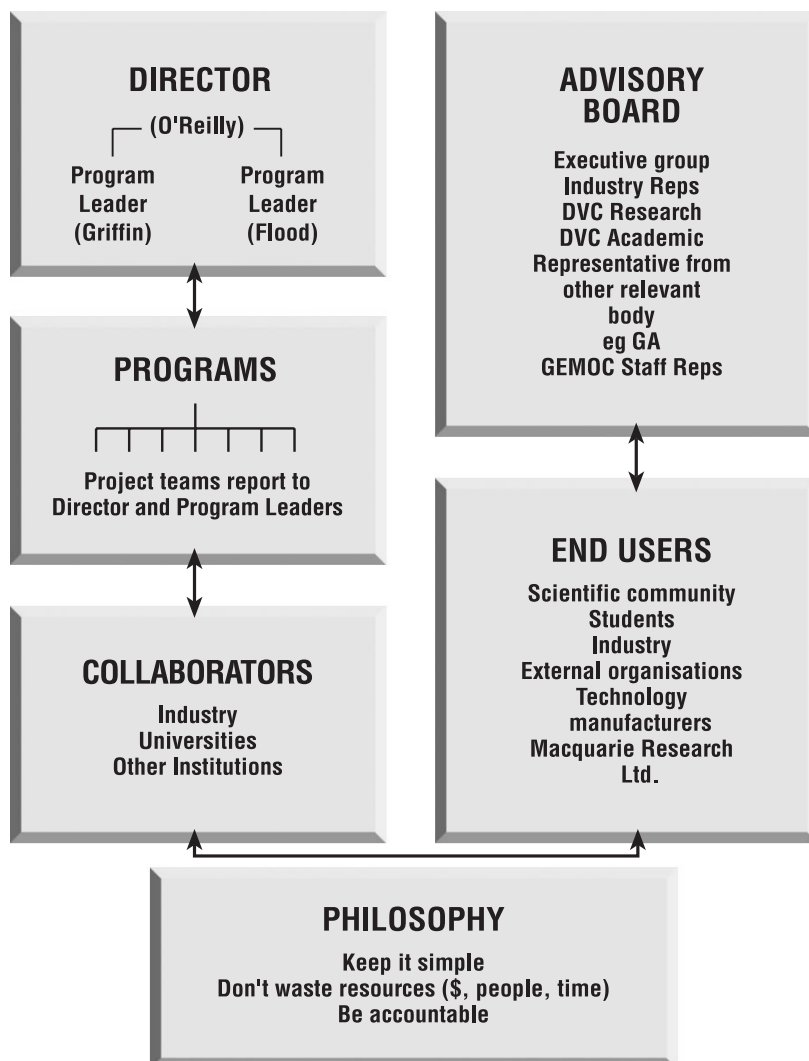 DIRECTOR
(O'Reilly)
Program Leader (Griffin)
Program Leader (Flood)
PROGRAMS
Project teams report to
Director and Program Leaders
COLLABORATORS
Industry
Universities
Other Institutions
ADVISORY
BOARD
Executive group
Industry Reps
DVC Research
DVC Academic
Representative from
other relevant
body
eg GA
GEMOC Staff Reps
END USERS
Scientific community
Students
Industry
External organisations
Technology
manufacturers
Macquarie Research
Ltd.
PHILOSOPHY
Keep it simple
Don't waste resources ($, people, time)
Be accountable